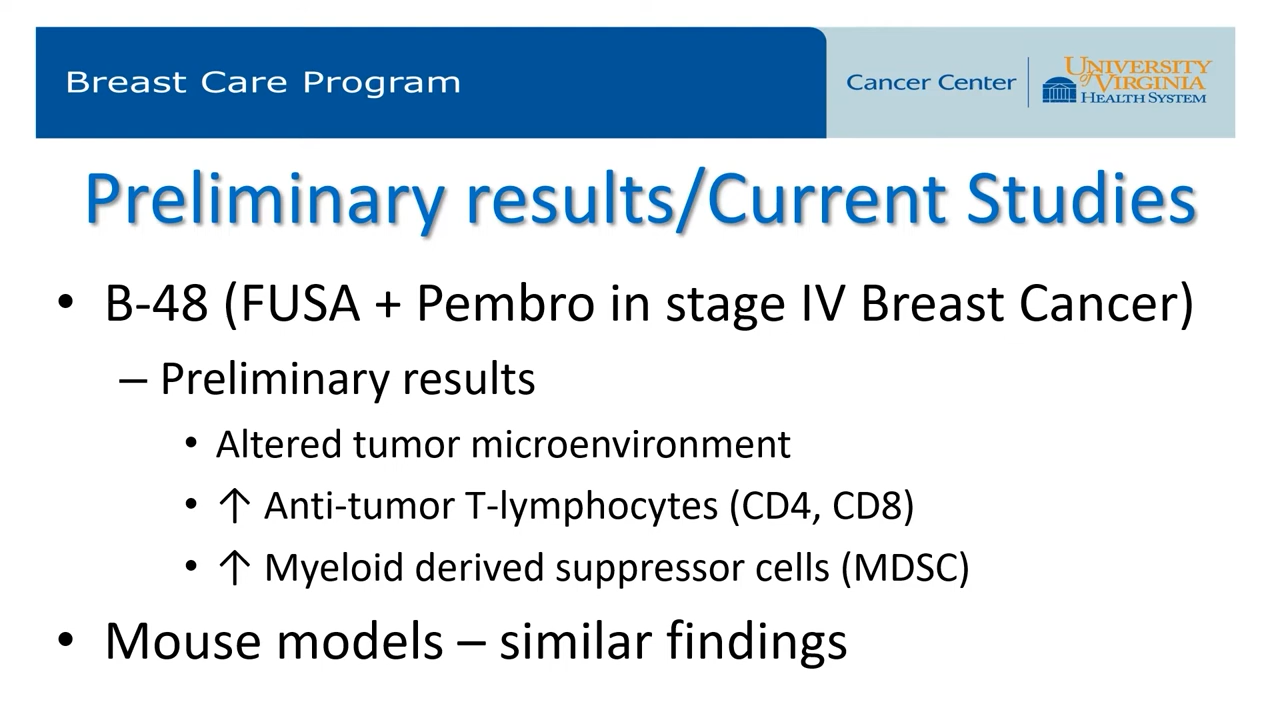 Breast Care Program
Cancer Center
UNIVERSITY
of VIRGINIA
HEALTH SYSTEM
Preliminary results/Current Studies
• B-48 (FUSA + Pembro in stage IV Breast Cancer)
– Preliminary results
• Altered tumor microenvironment
• ↑ Anti-tumor T-lymphocytes (CD4, CD8)
• ↑ Myeloid derived suppressor cells (MDSC)
• Mouse models – similar findings